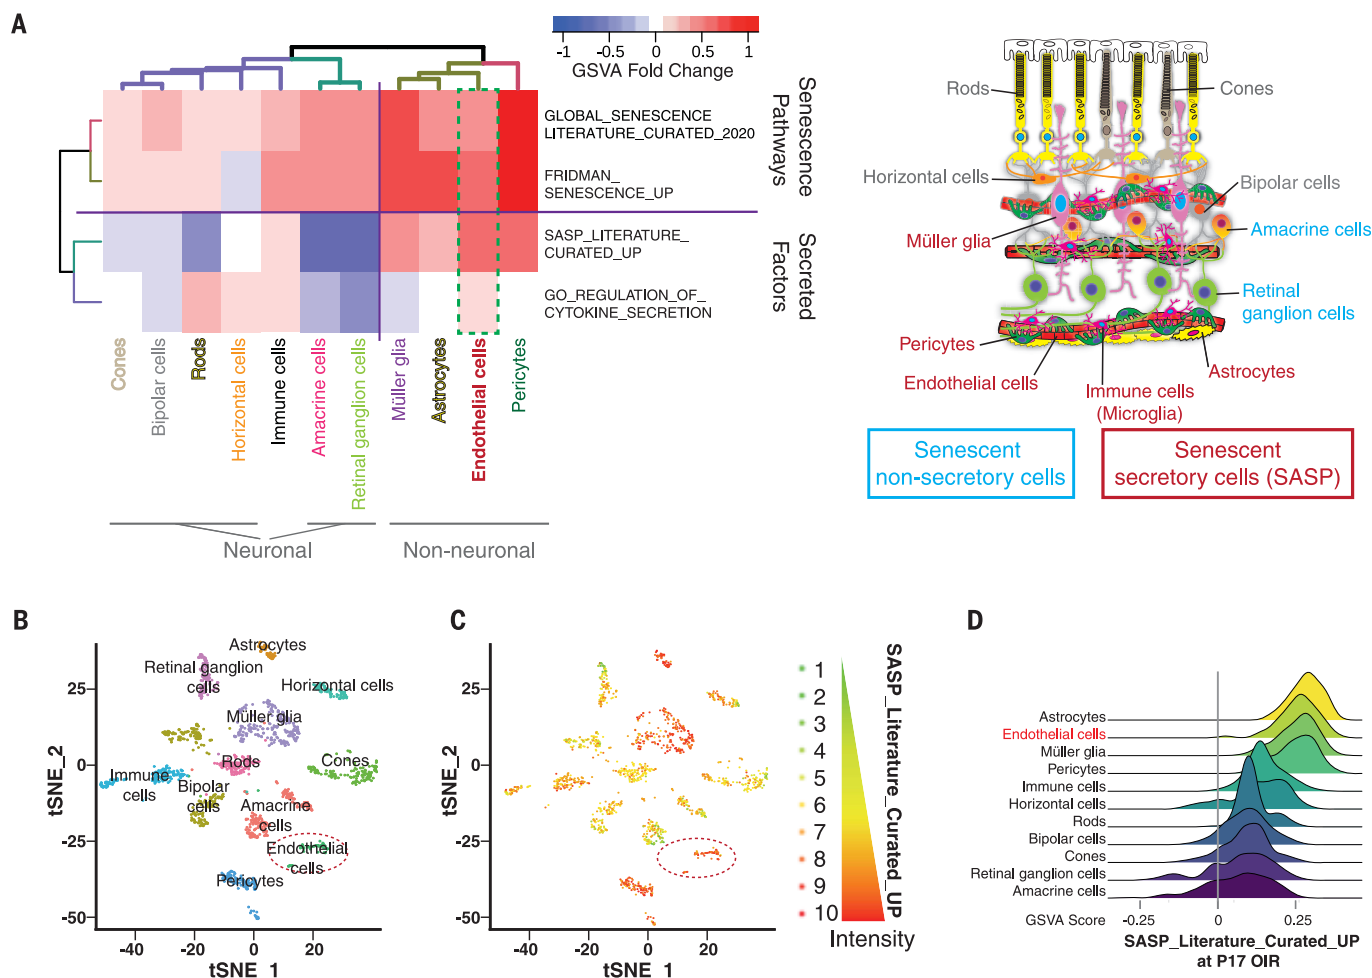 A
-1
-0.5
0
0.5
1
GSVA Fold Change
GLOBAL_SENESCENCE
LITERATURE_CURATED_2020
FRIDMAN_
SENESCENCE_UP
SASP_LITERATURE_
CURATED_UP
GO_REGULATION_OF_
CYTOKINE_SECRETION
Senescence
Pathways
Secreted
Factors
Cones
Bipolar cells
Rods
Horizontal cells
Immune cells
Amacrine cells
Retinal ganglion cells
Müller glia
Astrocytes
Endothelial cells
Pericytes
Neuronal
Non-neuronal
Rods
Cones
Horizontal cells
Bipolar cells
Müller glia
Amacrine cells
Retinal
ganglion cells
Pericytes
Endothelial cells
Astrocytes
Immune cells
(Microglia)
Senescent
non-secretory cells
Senescent
secretory cells (SASP)
B
Astrocytes
Retinal ganglion
cells
Horizontal cells
Müller glia
Rods
Cones
Immune
cells
Bipolar
cells
Amacrine
cells
Endothelial
cells
Pericytes
25
0
-25
-50
-40
-20
0
20
tSNE_2
tSNE_1
C
25
0
-25
-50
-40
-20
0
20
tSNE_2
tSNE_1
1
2
3
4
5
6
7
8
9
10
SASP_Literature_Curated_UP
Intensity
D
Astrocytes
Endothelial cells
Müller glia
Pericytes
Immune cells
Horizontal cells
Rods
Bipolar cells
Cones
Retinal ganglion cells
Amacrine cells
GSVA Score
-0.25
0
0.25
SASP_Literature_Curated_UP
at P17 OIR